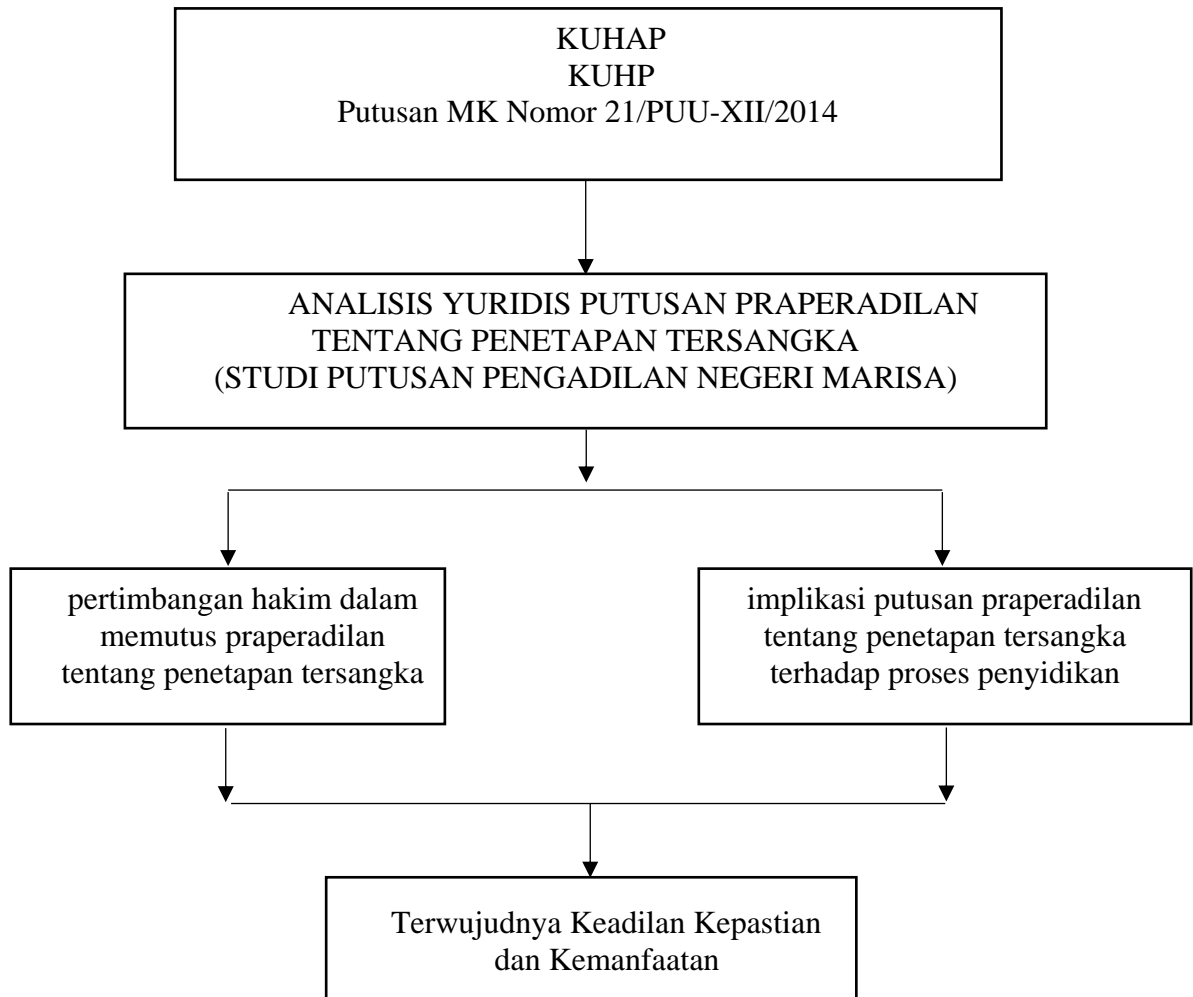 KUHAP
KUHP
Putusan MK Nomor 21/PUU-XII/2014
ANALISIS YURIDIS PUTUSAN PRAPERADILAN
TENTANG PENETAPAN TERSANGKA
(STUDI PUTUSAN PENGADILAN NEGERI MARISA)
pertimbangan hakim dalam
memutus praperadilan
tentang penetapan tersangka
implikasi putusan praperadilan
tentang penetapan tersangka
terhadap proses penyidikan
Terwujudnya Keadilan Kepastian
dan Kemanfaatan